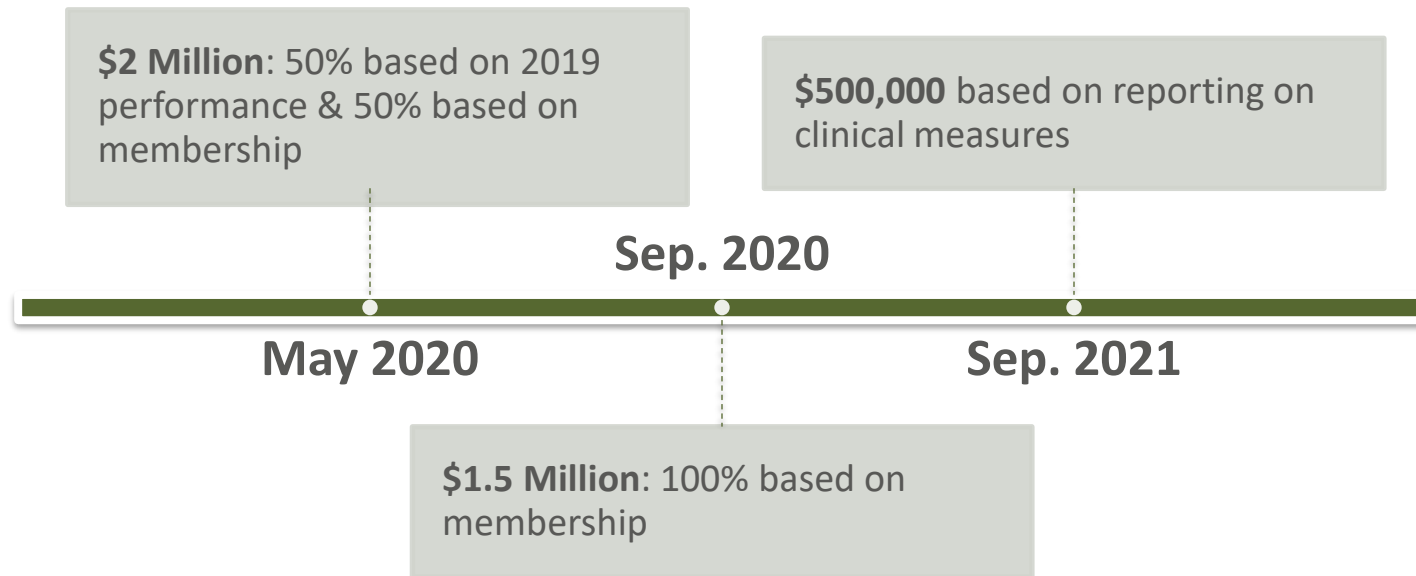 $2 Million: 50% based on 2019
performance & 50% based on
membership
$500,000 based on reporting on
clinical measures
Sep. 2020
May 2020
Sep. 2021
$1.5 Million: 100% based on
membership